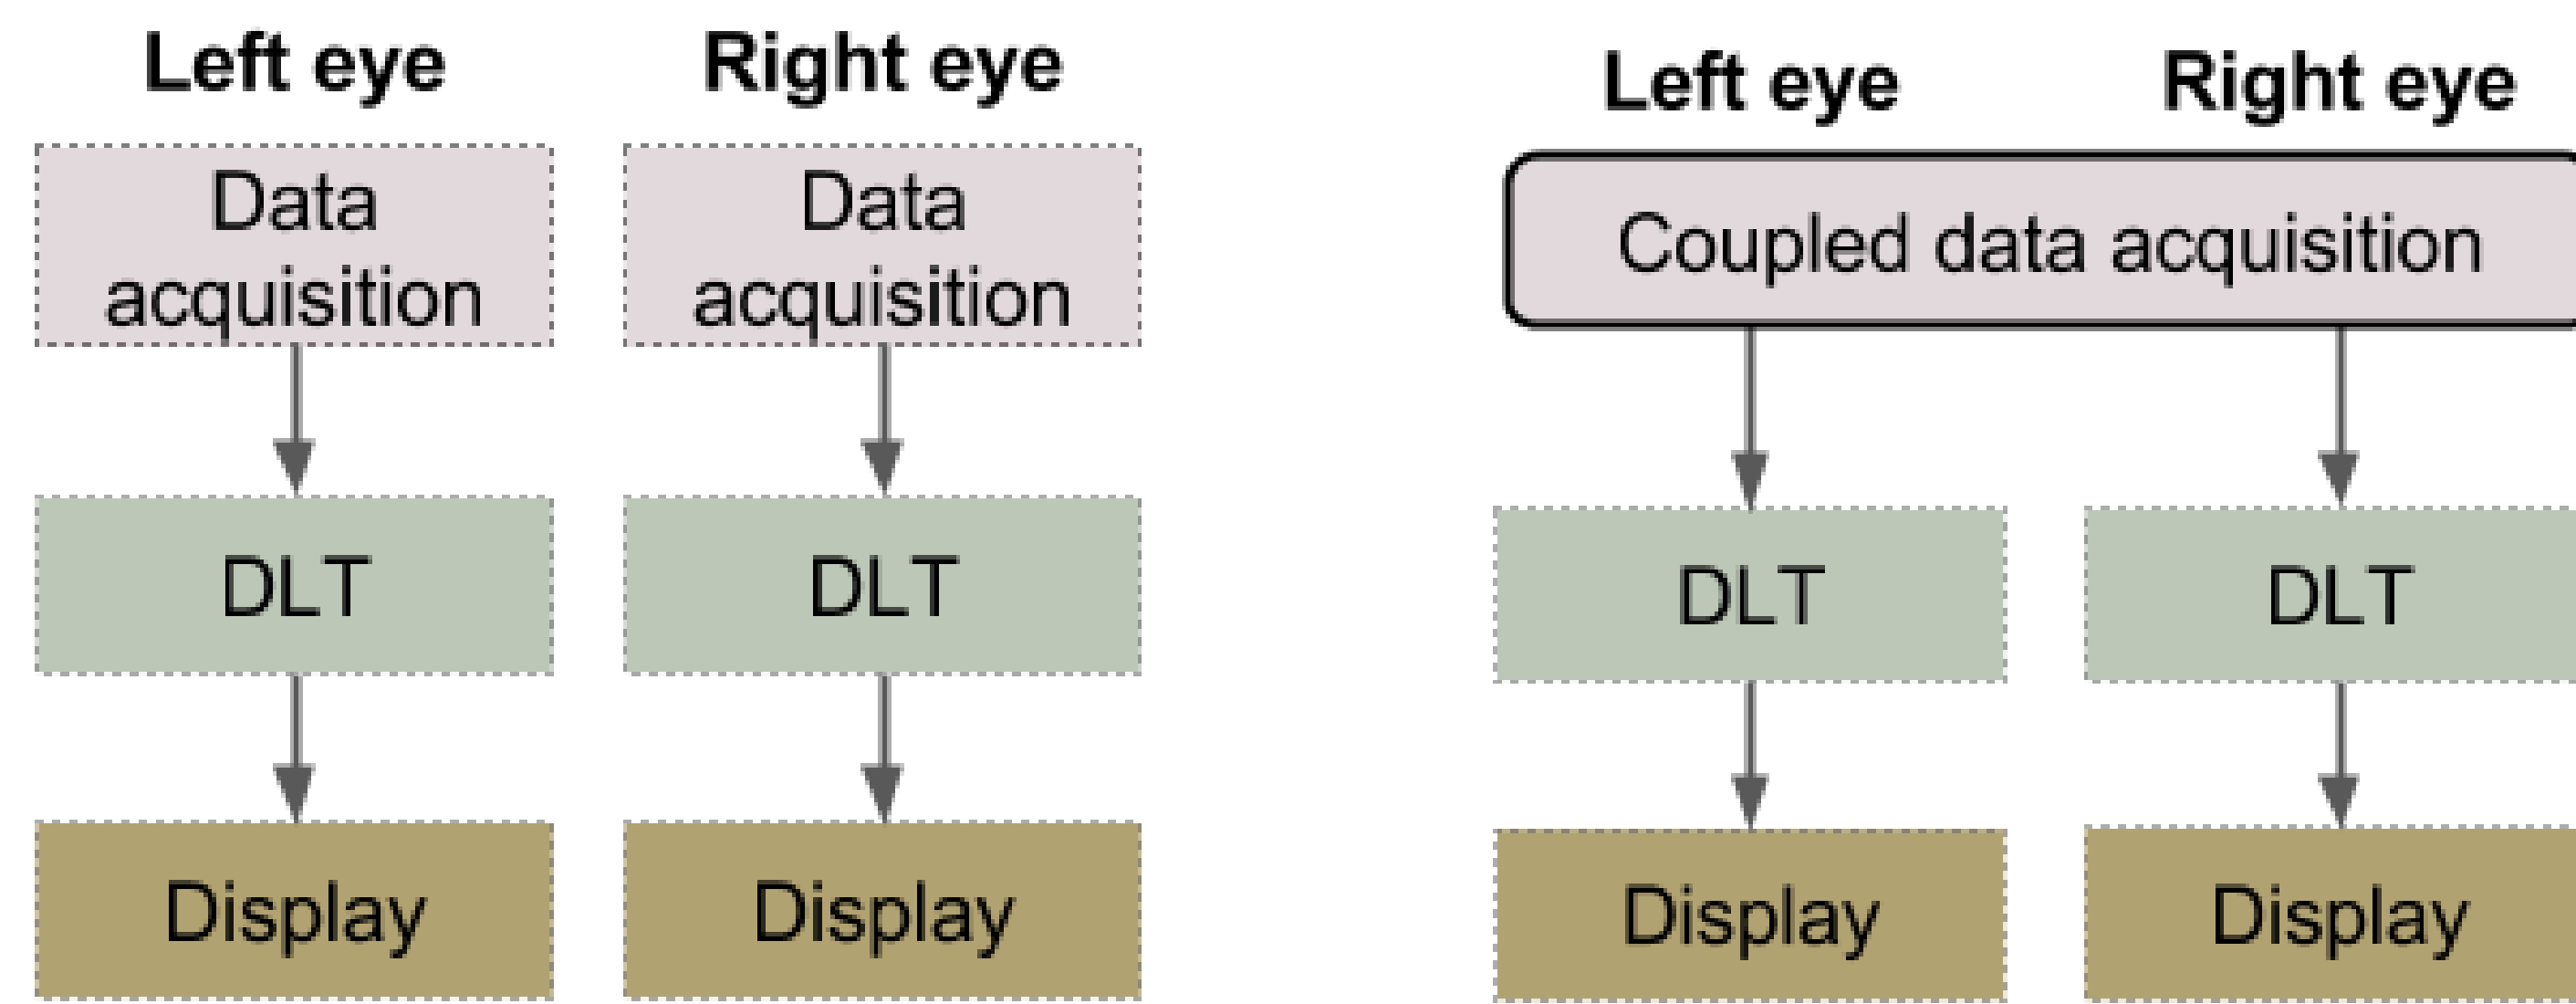 Left eye
Right eye
Data
acquisition
Data
acquisition
DLT
DLT
Display
Display
Left eye
Right eye
Coupled data acquisition
DLT
DLT
Display
Display